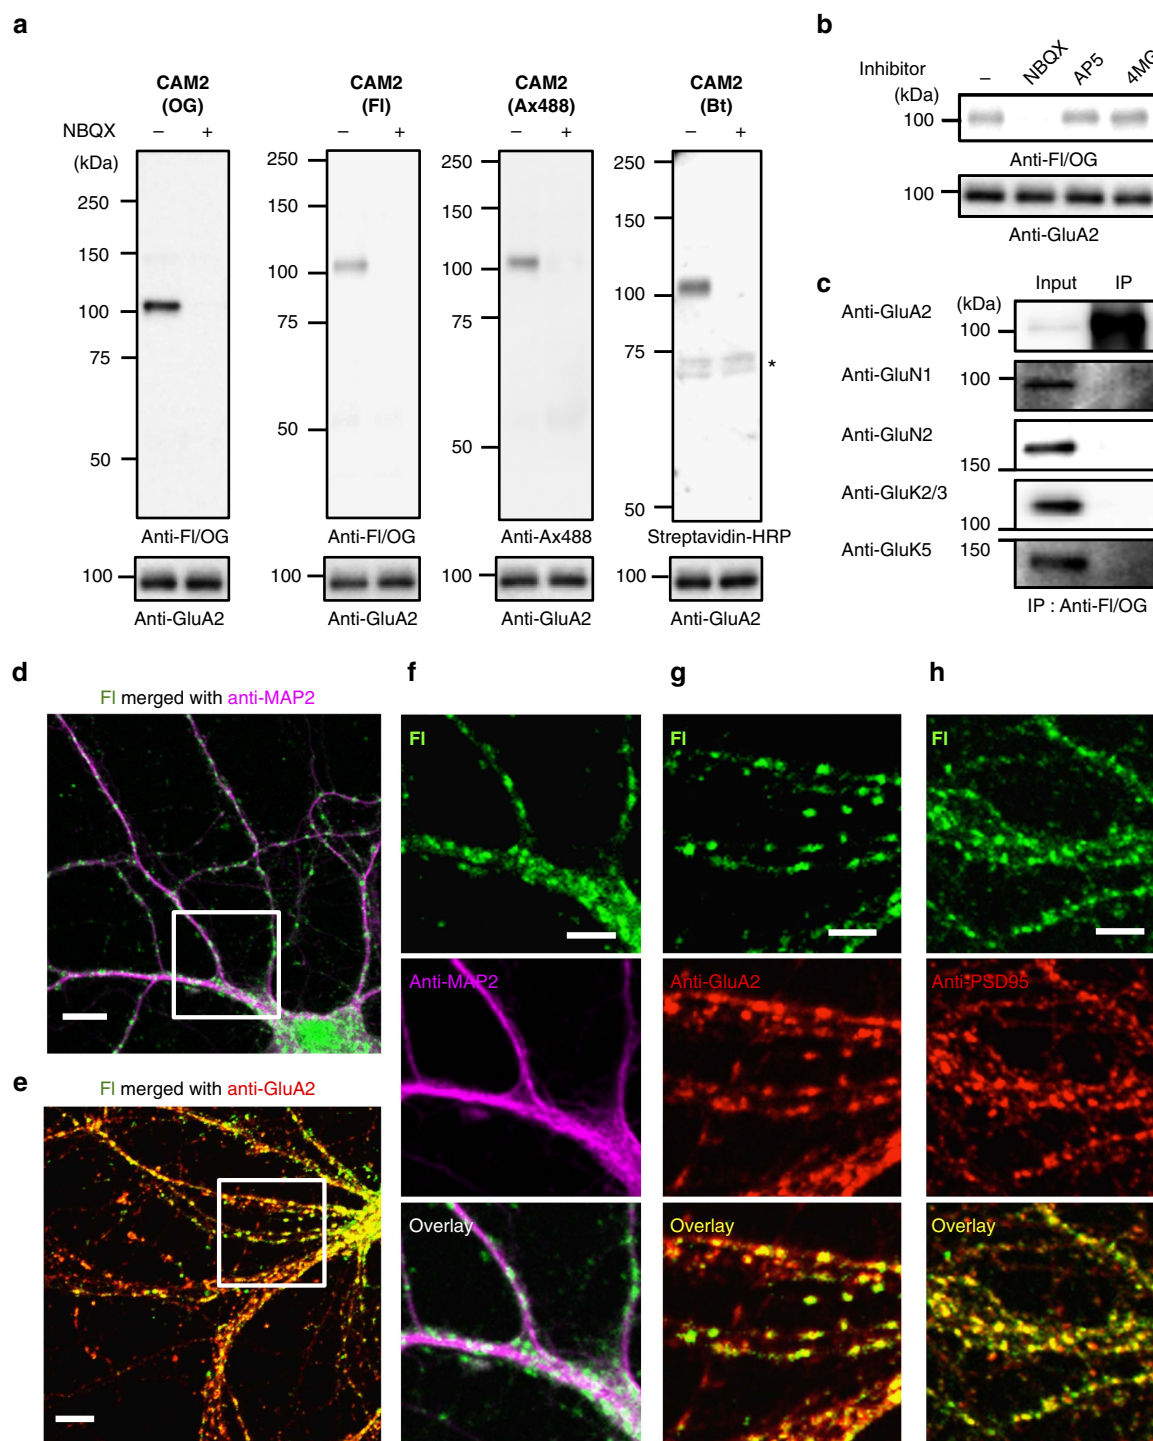 a
CAM2 (OG)
CAM2 (Fl)
CAM2 (Ax488)
CAM2 (Bt)
NBQX – + – + – + – +
(kDa)
250
150
100
75
50
250
150
100
75
50
250
150
100
75
50
250
150
100
75
50
*
Anti-Fl/OG
Anti-Fl/OG
Anti-Ax488
Streptavidin-HRP
100
100
100
100
Anti-GluA2
Anti-GluA2
Anti-GluA2
Anti-GluA2
b
Inhibitor – NBQX AP5 4MG
(kDa)
100
Anti-Fl/OG
100
Anti-GluA2
c
Input IP
(kDa)
Anti-GluA2 100
Anti-GluN1 100
Anti-GluN2 150
Anti-GluK2/3 100
Anti-GluK5 150
IP : Anti-Fl/OG
d
Fl merged with anti-MAP2
e
Fl merged with anti-GluA2
f
Fl
Anti-MAP2
Overlay
g
Fl
Anti-GluA2
Overlay
h
Fl
Anti-PSD95
Overlay